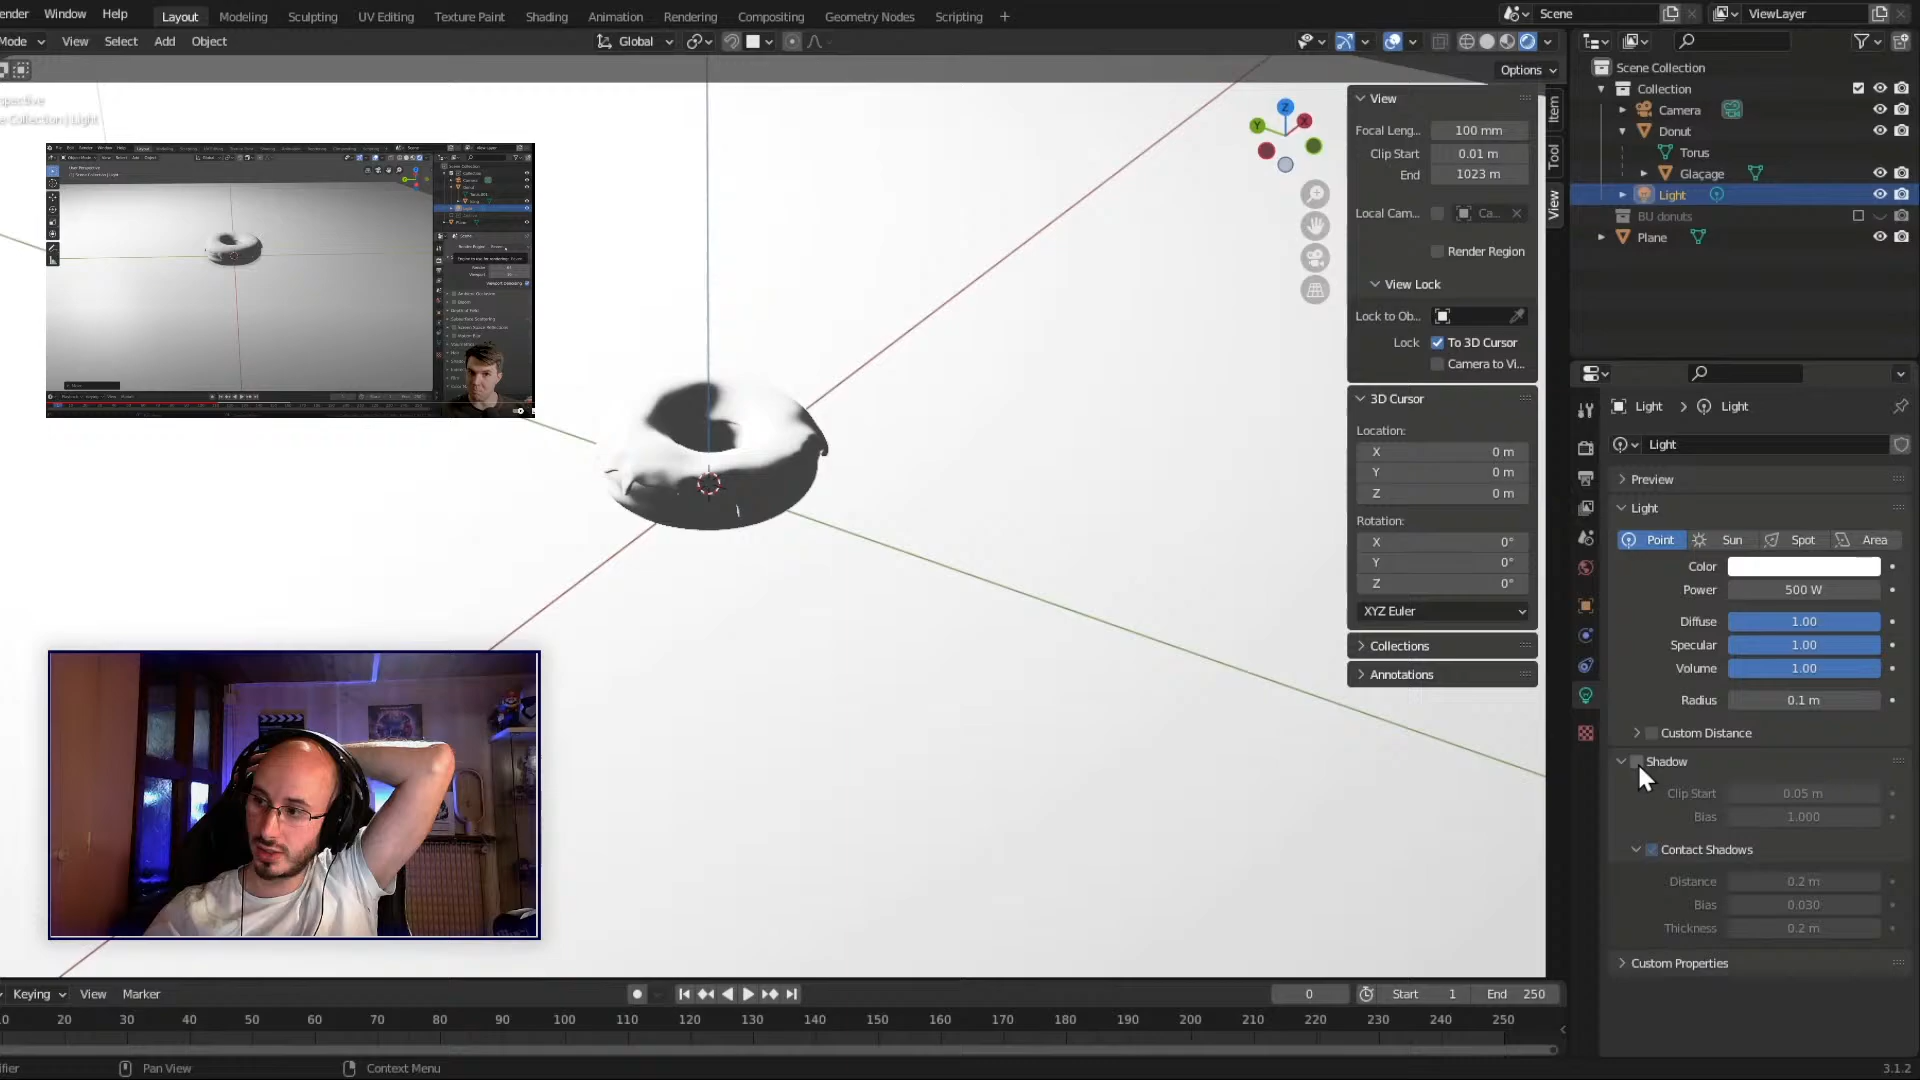 ender Window Help Layout Modeling Sculpting UV Editing Texture Paint Shading Animation Rendering Compositing Geometry Nodes Scripting + Scene ViewLayer
Mode View Select Add Object Global
Options
spective
e Collection | Light
View
Focal Leng... 100 mm
Clip Start 0.01 m
End 1023 m
Local Cam... Ca...
Render Region
View Lock
Lock to Ob...
Lock To 3D Cursor
Camera to Vi...
3D Cursor
Location:
X 0 m
Y 0 m
Z 0 m
Rotation:
X 0°
Y 0°
Z 0°
XYZ Euler
Collections
Annotations
Item
Tool
View
Z
Y
X
Scene Collection
Collection
Camera
Donut
Torus
Glaçage
Light
BU donuts
Plane
Light > Light
Light
Preview
Light
Point Sun Spot Area
Color
Power 500 W
Diffuse 1.00
Specular 1.00
Volume 1.00
Radius 0.1 m
Custom Distance
Shadow
Clip Start 0.05 m
Bias 1.000
Contact Shadows
Distance 0.2 m
Bias 0.030
Thickness 0.2 m
Custom Properties
Keying View Marker 0 Start 1 End 250
0 20 30 40 50 60 70 80 90 100 110 120 130 140 150 160 170 180 190 200 210 220 230 240 250
ifier Pan View Context Menu 3.1.2